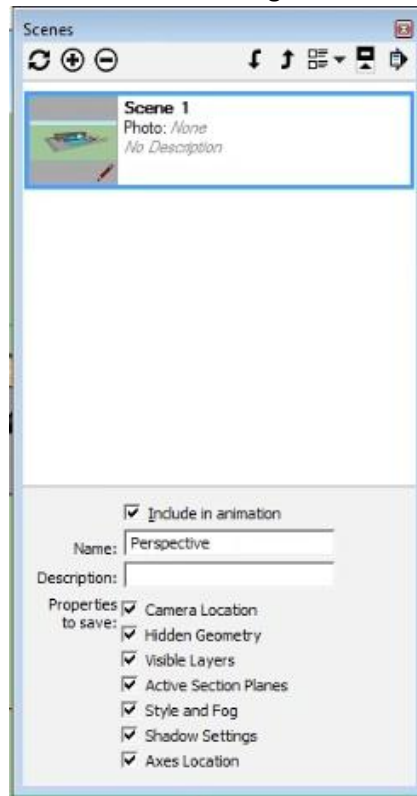 Scenes
Scene 1
Photo: None
No Description
Include in animation
Name: Perspective
Description:
Properties to save:
Camera Location
Hidden Geometry
Visible Layers
Active Section Planes
Style and Fog
Shadow Settings
Axes Location